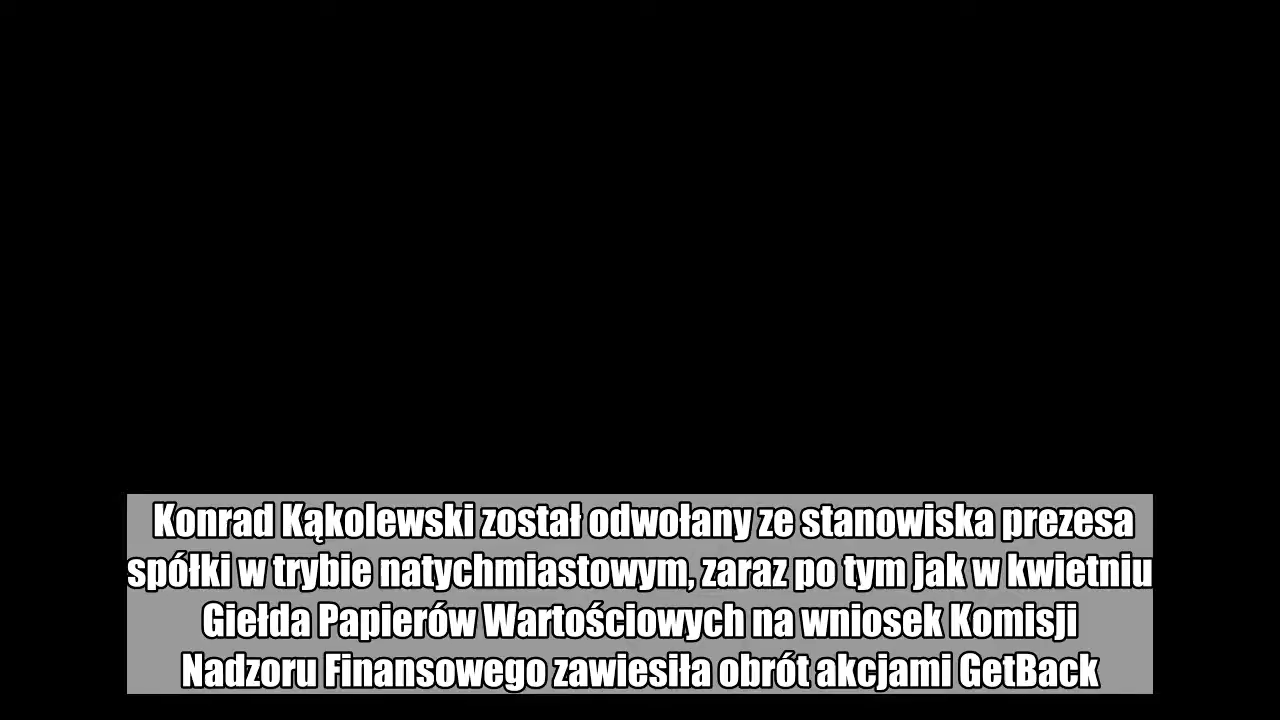 Konrad Kąkolewski został odwołany ze stanowiska prezesa
spółki w trybie natychmiastowym, zaraz po tym jak w kwietniu
Giełda Papierów Wartościowych na wniosek Komisji
Nadzoru Finansowego zawiesiła obrót akcjami GetBack